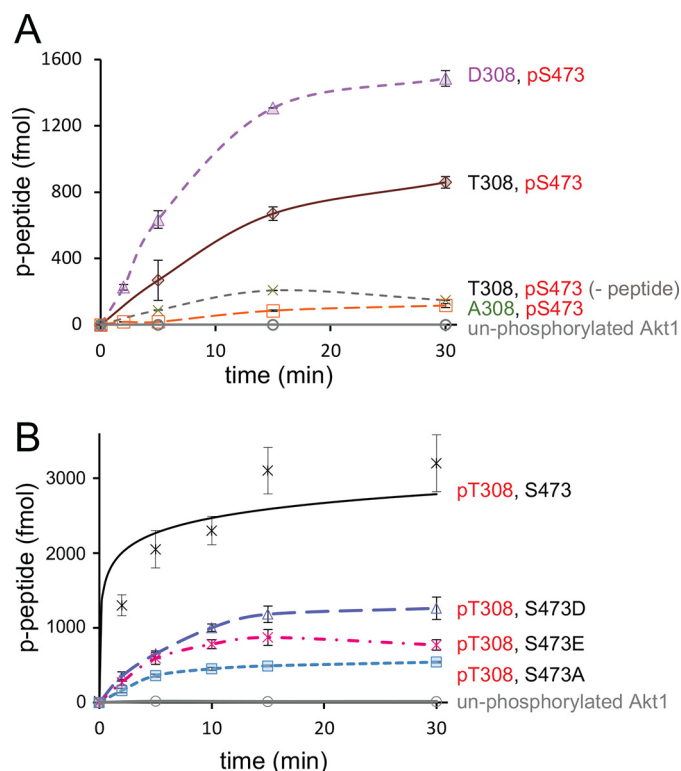 A
1600
1200
800
400
0
p-peptide (fmol)
0 10 20 30
time (min)
D308, pS473
T308, pS473
T308, pS473 (- peptide)
A308, pS473
un-phosphorylated Akt1
B
3000
2000
1000
0
p-peptide (fmol)
0 10 20 30
time (min)
pT308, S473
pT308, S473D
pT308, S473E
pT308, S473A
un-phosphorylated Akt1